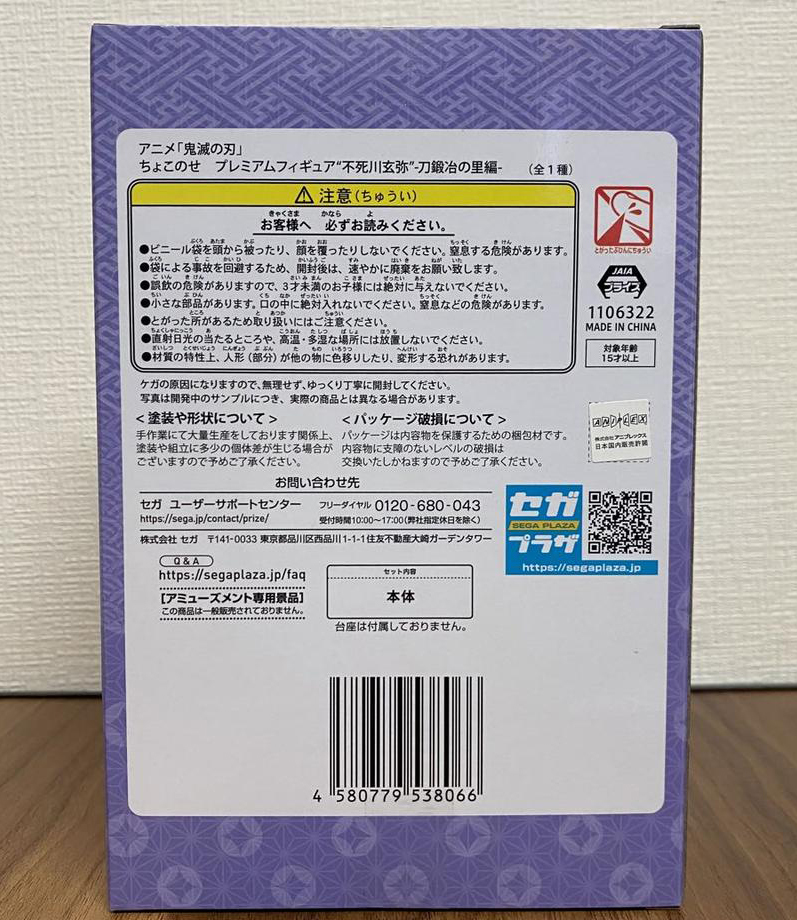 アニメ「鬼滅の刃」
ちょこのせ プレミアムフィギュア“不死川玄弥”-刀鍛冶の里編- (全1種)
⚠注意(ちゅうい)
お客様へ 必ずお読みください。
きゃくさま かなら よ
●ビニール袋を頭から被ったり、顔を覆ったりしないでください。窒息する危険があります。
●袋による事故を回避するため、開封後は、速やかに廃棄をお願い致します。
●誤飲の危険がありますので、3才未満のお子様には絶対に与えないでください。
●小さな部品があります。口の中に絶対入れないでください。窒息などの危険があります。
●とがった所があるため取り扱いにはご注意ください。
●直射日光の当たるところや、高温・多湿な場所には放置しないでください。
●材質の特性上、人形(部分)が他の物に色移りしたり、変形する恐れがあります。
とがったぶひんにちゅうい
JAIA
プライズ
1106322
MADE IN CHINA
対象年齢
15才以上
ケガの原因になりますので、無理せず、ゆっくり丁寧に開封してください。
写真は開発中のサンプルにつき、実際の商品とは異なる場合があります。
<塗装や形状について>
手作業にて大量生産をしております関係上、
塗装や組立に多少の個体差が生じる場合が
ございますので予めご了承ください。
<パッケージ破損について>
パッケージは内容物を保護するための梱包材です。
内容物に支障のないレベルの破損は
交換いたしかねますので予めご了承ください。
ANIPLEX
株式会社アニプレックス
日本国内販売許諾
お問い合わせ先
セガ ユーザーサポートセンター
https://sega.jp/contact/prize/
フリーダイヤル 0120-680-043
受付時間10:00~17:00(弊社指定休日を除く)
株式会社 セガ 〒141-0033 東京都品川区西品川1-1-1住友不動産大崎ガーデンタワー
セガ
SEGA PLAZA
プラザ
https://segaplaza.jp
Q&A
https://segaplaza.jp/faq
[アミューズメント専用景品]
この商品は一般販売されておりません。
セット内容
本体
台座は付属しておりません。
4 580779 538066